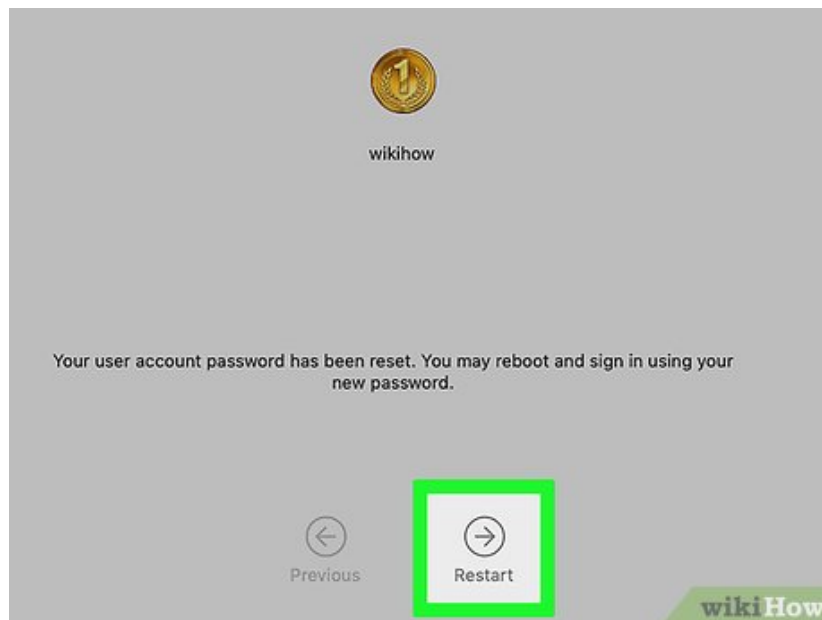 1
wikihow
Your user account password has been reset. You may reboot and sign in using your
new password.
Previous
Restart
wikiHow